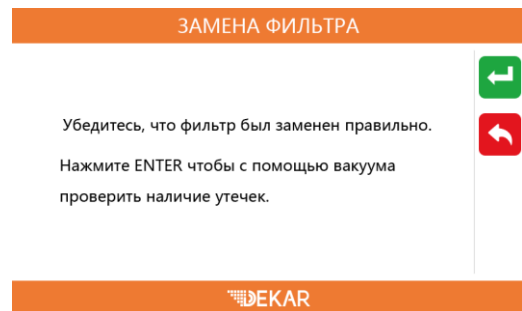 ЗАМЕНА ФИЛЬТРА
Убедитесь, что фильтр был заменен правильно.
Нажмите ENTER чтобы с помощью вакуума
проверить наличие утечек.
DEKAR